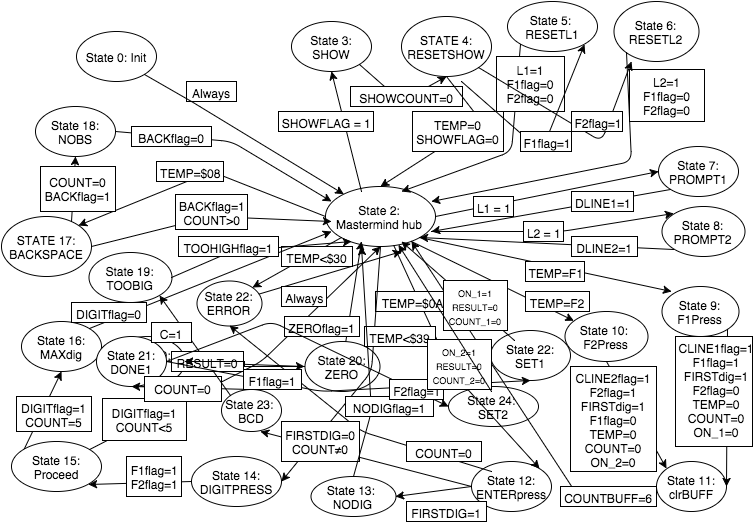 State 0: Init
State 3:
SHOW
STATE 4:
RESETSHOW
State 5:
RESETL1
State 6:
RESETL2
L1=1
F1flag=0
F2flag=0
L2=1
F1flag=0
F2flag=0
Always
SHOWCOUNT=0
SHOWFLAG = 1
TEMP=0
SHOWFLAG=0
F1flag=1
F2flag=1
State 18:
NOBS
BACKflag=0
COUNT=0
BACKflag=1
TEMP=$08
BACKflag=1
COUNT>0
State 2:
Mastermind hub
State 7:
PROMPT1
L1 = 1
DLINE1=1
State 8:
PROMPT2
L2 = 1
DLINE2=1
STATE 17:
BACKSPACE
TOOHIGHflag=1
TEMP<$30
State 19:
TOOBIG
State 22:
ERROR
Always
TEMP=F1
TEMP=F2
ON_1=1
RESULT=0
COUNT_1=0
TEMP=$0A
State 9:
F1Press
State 10:
F2Press
DIGITflag=0
C=1
ZEROflag=1
TEMP<$39
State 16:
MAXdig
State 21:
DONE1
RESULT=0
State 20:
ZERO
ON_2=1
RESULT=0
COUNT_2=0
State 22:
SET1
CLINE1flag=1
F1flag=1
FIRSTdig=1
F2flag=0
TEMP=0
COUNT=0
ON_1=0
COUNT=0
F1flag=1
F2flag=1
State 23:
BCD
NODIGflag=1
State 24:
SET2
CLINE2flag=1
F2flag=1
FIRSTdig=1
F1flag=0
TEMP=0
COUNT=0
ON_2=0
DIGITflag=1
COUNT=5
DIGITflag=1
COUNT<5
FIRSTDIG=0
COUNT≠0
COUNT=0
State 15:
Proceed
F1flag=1
F2flag=1
State 14:
DIGITPRESS
State 13:
NODIG
FIRSTDIG=1
State 12:
ENTERpress
COUNTBUFF=6
State 11:
clrBUFF